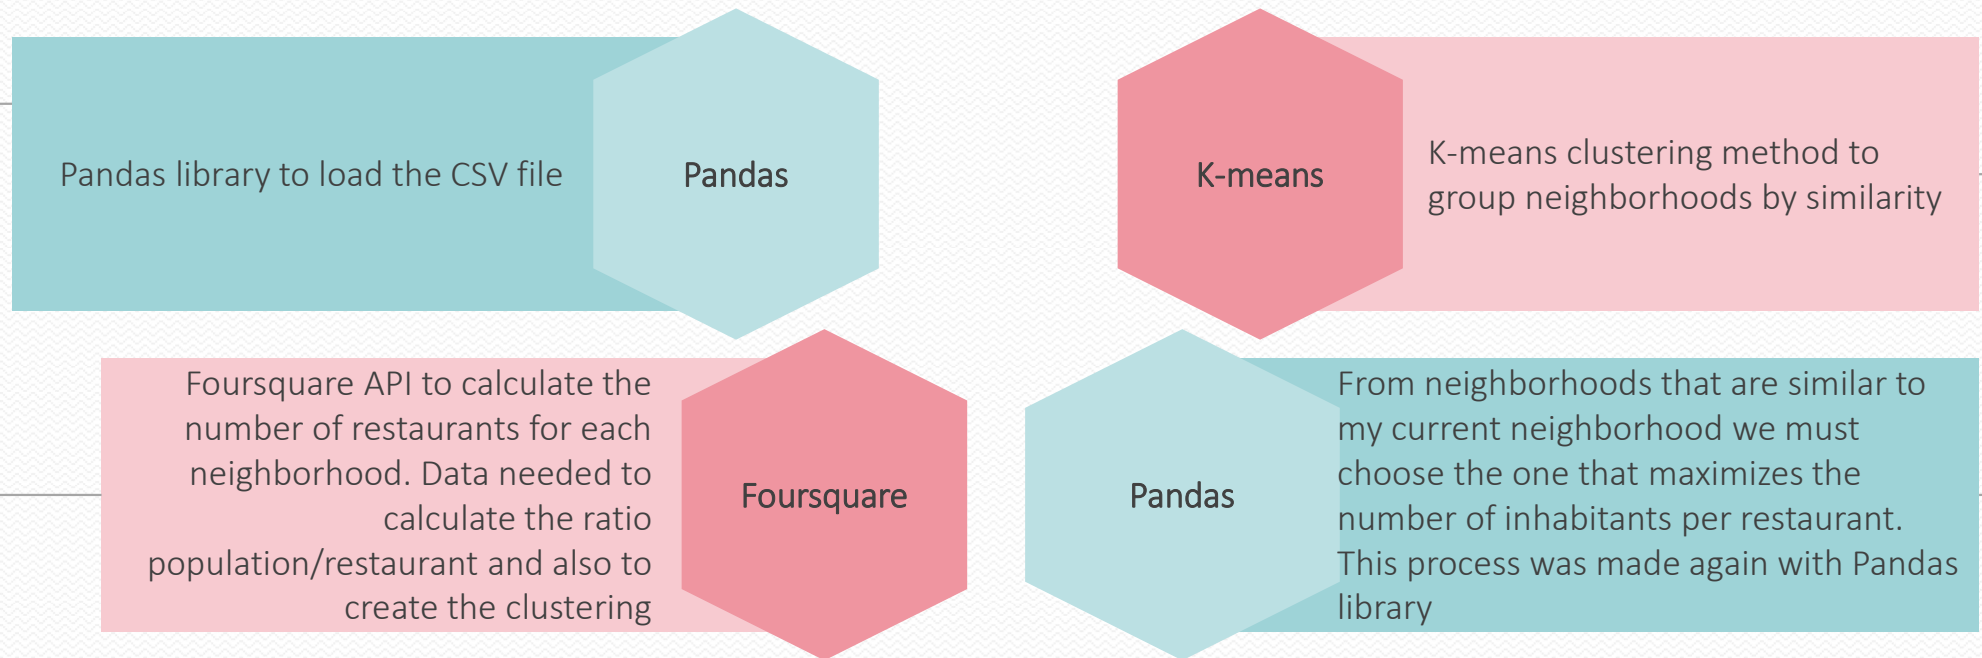 Pandas library to load the CSV file
Pandas
K-means
K-means clustering method to
group neighborhoods by similarity
Foursquare API to calculate the
number of restaurants for each
neighborhood. Data needed to
calculate the ratio
population/restaurant and also to
create the clustering
Foursquare
Pandas
From neighborhoods that are similar to
my current neighborhood we must
choose the one that maximizes the
number of inhabitants per restaurant.
This process was made again with Pandas
library